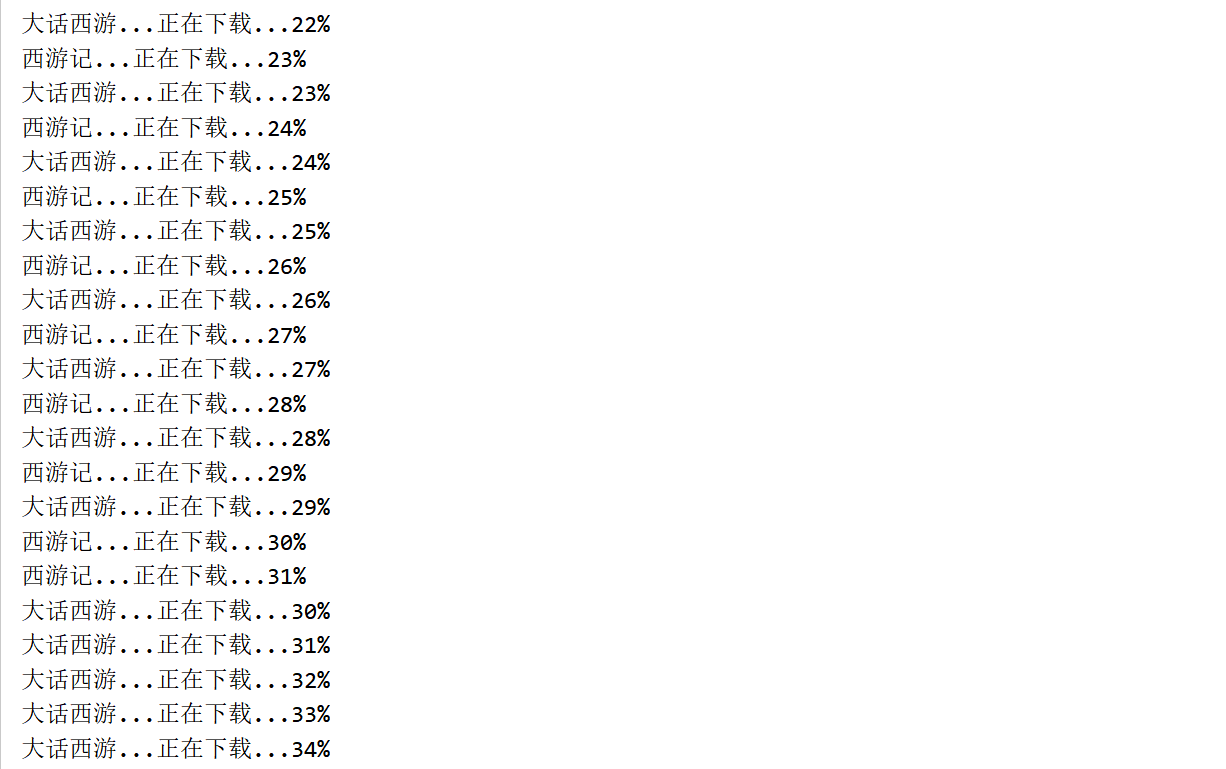 大话西游...正在下载...22%
西游记...正在下载...23%
大话西游...正在下载...23%
西游记...正在下载...24%
大话西游...正在下载...24%
西游记...正在下载...25%
大话西游...正在下载...25%
西游记...正在下载...26%
大话西游...正在下载...26%
西游记...正在下载...27%
大话西游...正在下载...27%
西游记...正在下载...28%
大话西游...正在下载...28%
西游记...正在下载...29%
大话西游...正在下载...29%
西游记...正在下载...30%
西游记...正在下载...31%
大话西游...正在下载...30%
大话西游...正在下载...31%
大话西游...正在下载...32%
大话西游...正在下载...33%
大话西游...正在下载...34%